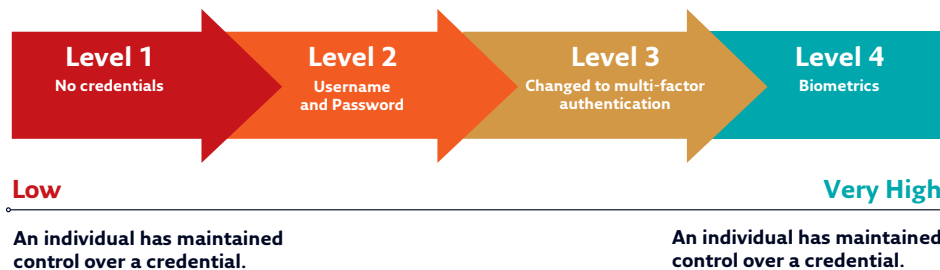 Level 1
No credentials
Level 2
Username
and Password
Level 3
Changed to multi-factor
authentication
Level 4
Biometrics
Low
Very High
An individual has maintained
control over a credential.
An individual has maintained
control over a credential.